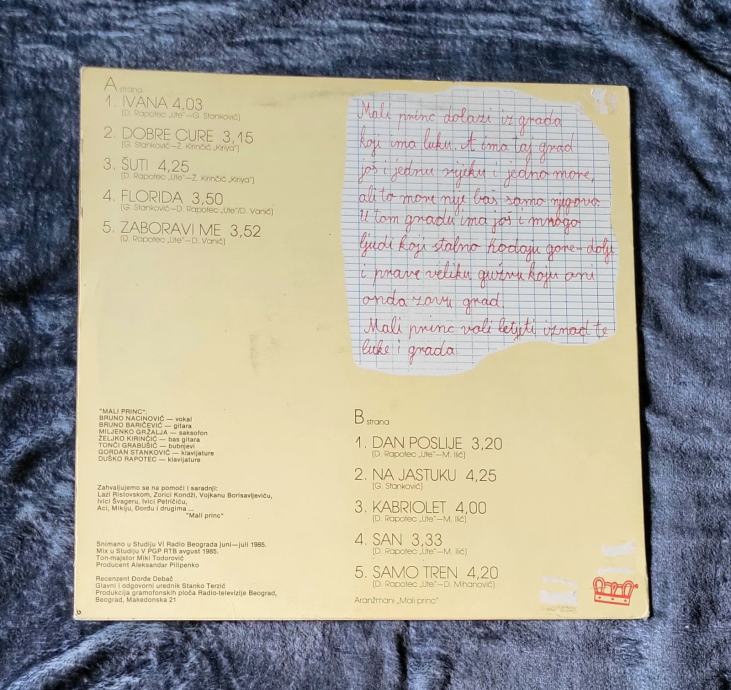 A strana
1. IVANA 4,03
(D. Rapotec „Ute"—G. Stanković)
2. DOBRE CURE 3,15
(G. Stanković—Ž. Kirinčić „Kiriya")
3. ŠUTI 4,25
(D. Rapotec „Ute"—Ž. Kirinčić „Kiriya")
4. FLORIDA 3,50
(G. Stanković—D. Rapotec „Ute"/D. Vanić)
5. ZABORAVI ME 3,52
(D. Rapotec „Ute"—D. Vanić)
Mali princ dolazi iz grada
koji ima luku. A ima taj grad
još i jednu rijeku i jedno more,
ali to more nije baš samo njegovo.
U tom gradu ima još i mnogo
ljudi koji stalno hodaju gore-dolje
i prave veliku gužvu koju oni
onda zovu grad.
Mali princ voli letjeti iznad te
luke i grada
"MALI PRINC":
BRUNO NACINOVIĆ — vokal
BRUNO BARIČEVIĆ — gitara
MILJENKO GRŽALJA — saksofon
ŽELJKO KIRINČIĆ — bas gitara
TONČI GRABUŠIĆ — bubnjevi
GORDAN STANKOVIĆ — klavijature
DUŠKO RAPOTEC — klavijature
Zahvaljujemo se na pomoći i saradnji:
Lazi Ristovskom, Zorici Kondži, Vojkanu Borisavljeviću,
Ivici Švageru, Ivici Petričiću,
Aci, Mikiju, Đorđu i drugima ...
"Mali princ"
Snimano u Studiju VI Radio Beograda juni—juli 1985.
Mix u Studiju V PGP RTB avgust 1985.
Ton-majstor Miki Todorović
Producent Aleksandar Pilipenko
Recenzent Đorđe Debač
Glavni i odgovorni urednik Stanko Terzić
Produkcija gramofonskih ploča Radio-televizije Beograd,
Beograd, Makedonska 21
B strana
1. DAN POSLIJE 3,20
(D. Rapotec „Ute"—M. Ilić)
2. NA JASTUKU 4,25
(G. Stanković)
3. KABRIOLET 4,00
(D. Rapotec „Ute"—M. Ilić)
4. SAN 3,33
(D. Rapotec „Ute"—M. Ilić)
5. SAMO TREN 4,20
(D. Rapotec „Ute"—D. Mihanović)
Aranžmani „Mali princ"